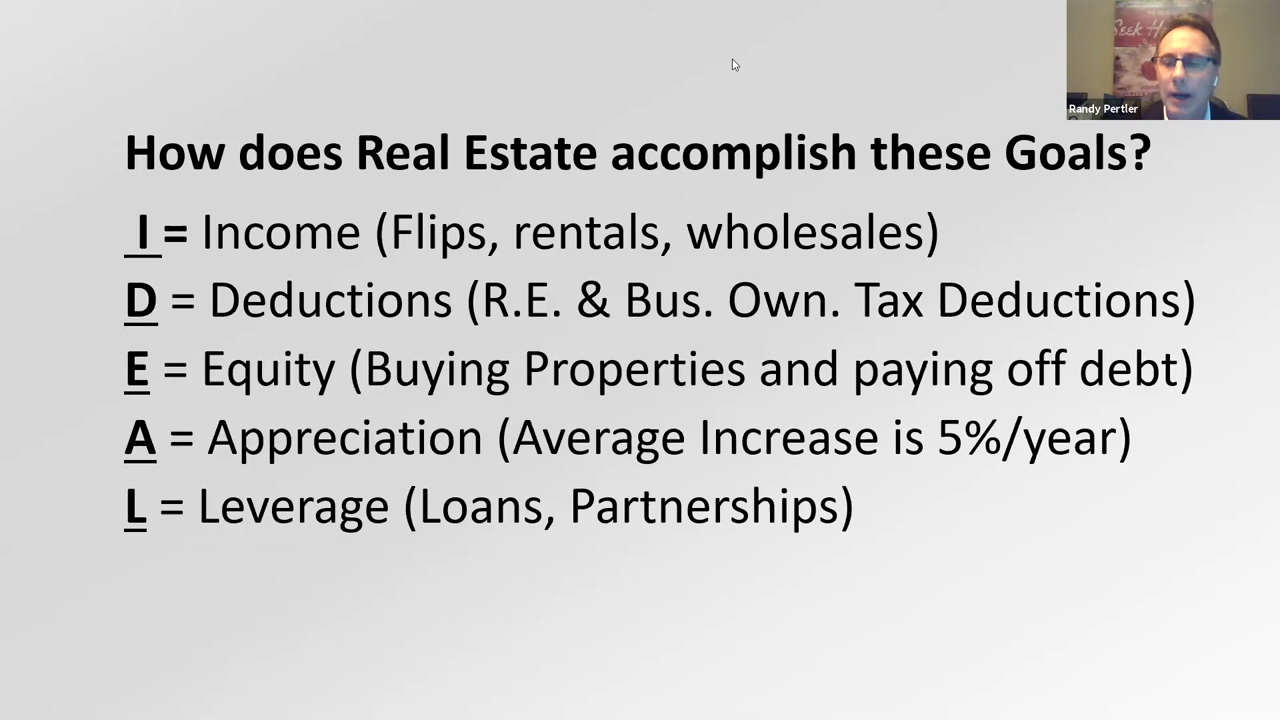 Seek H
Randy Pertler
How does Real Estate accomplish these Goals?
I = Income (Flips, rentals, wholesales)
D = Deductions (R.E. & Bus. Own. Tax Deductions)
E = Equity (Buying Properties and paying off debt)
A = Appreciation (Average Increase is 5%/year)
L = Leverage (Loans, Partnerships)